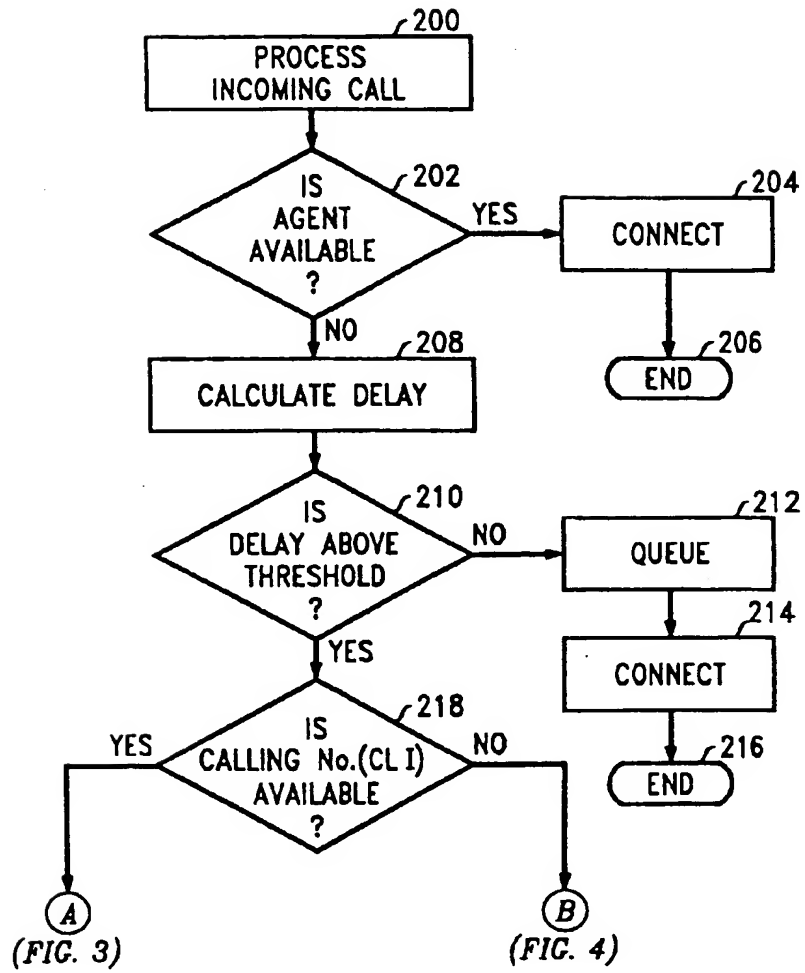 200
PROCESS
INCOMING CALL
202
IS
AGENT
AVAILABLE
?
YES
204
CONNECT
NO
206
END
208
CALCULATE DELAY
210
IS
DELAY ABOVE
THRESHOLD
?
NO
212
QUEUE
214
CONNECT
YES
216
END
218
IS
CALLING No.(CL I)
AVAILABLE
?
YES
NO
A
(FIG. 3)
B
(FIG. 4)